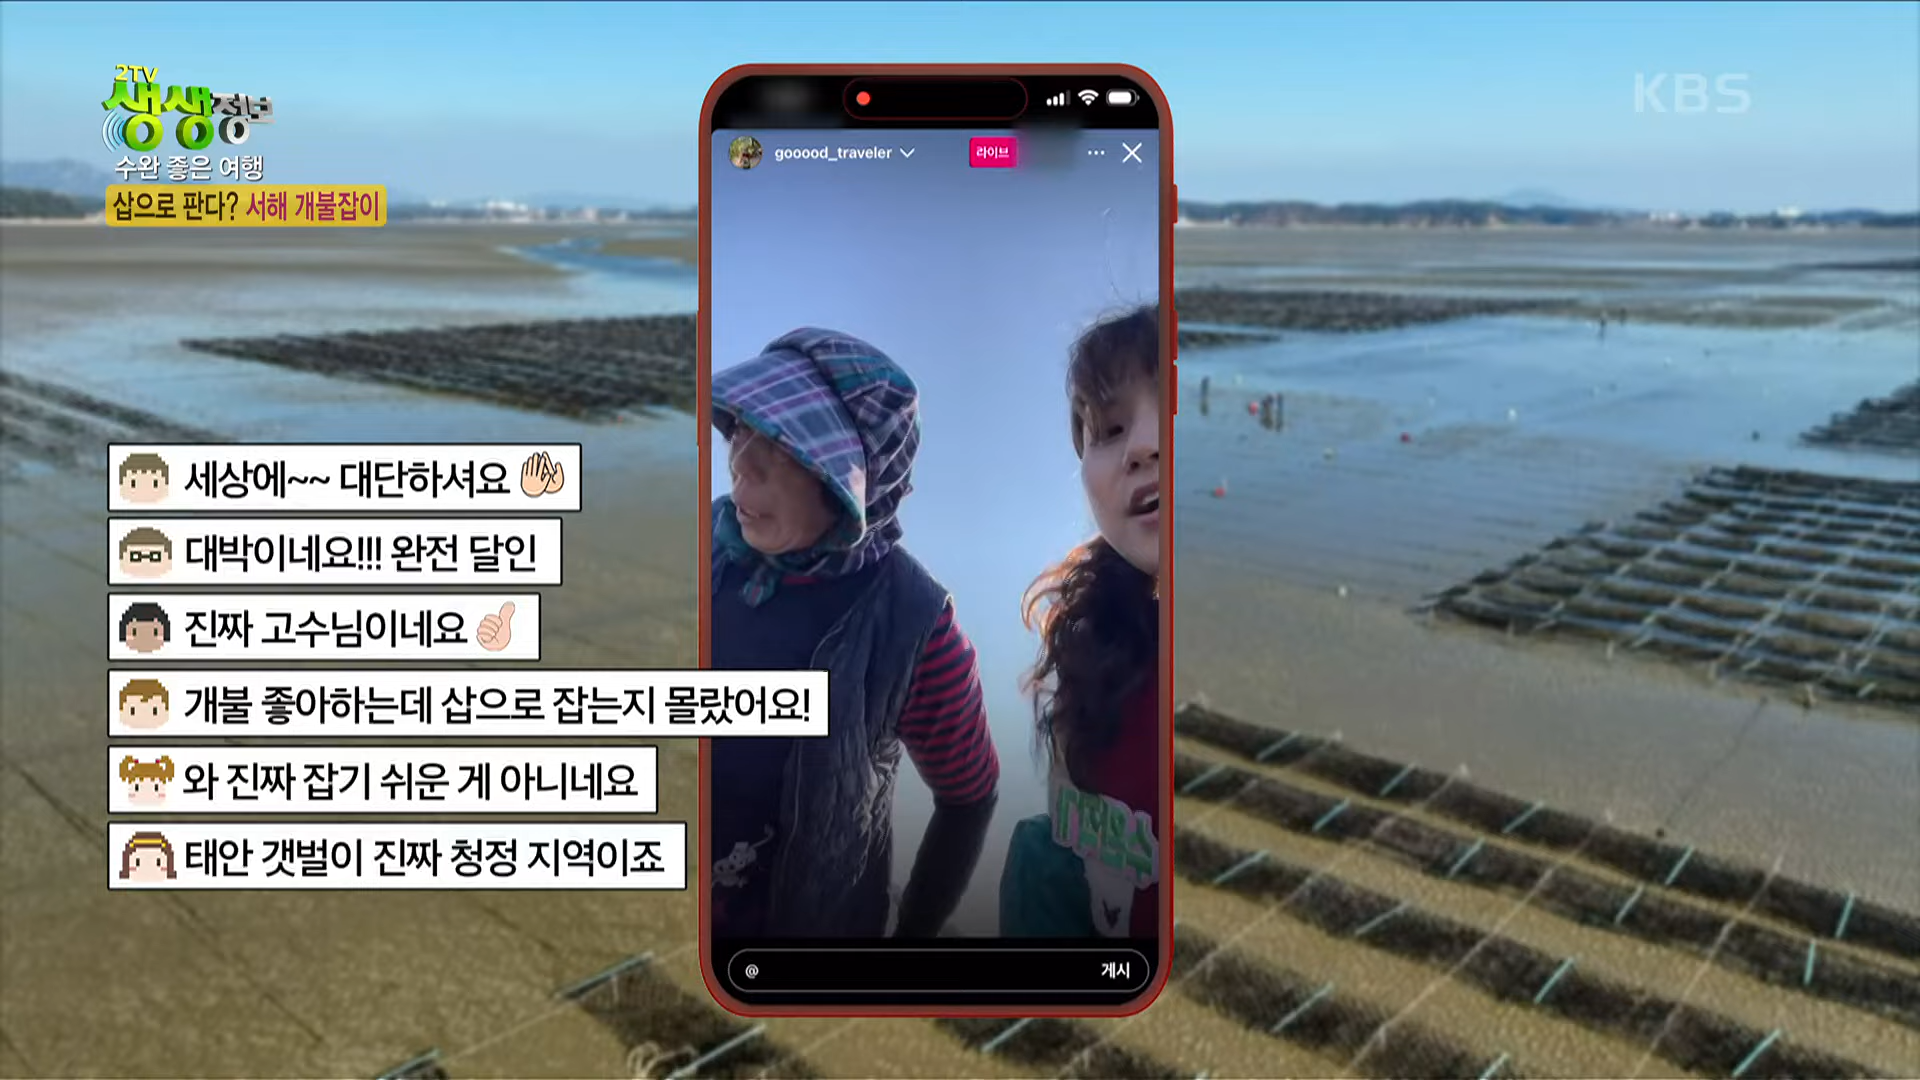 2TV
생생정보
수완 좋은 여행
삽으로 판다? 서해 개불잡이
KBS
gooood_traveler
라이브
세상에~~ 대단하셔요
대박이네요!!! 완전 달인
진짜 고수님이네요
개불 좋아하는데 삽으로 잡는지 몰랐어요!
와 진짜 잡기 쉬운 게 아니네요
태안 갯벌이 진짜 청정 지역이죠
@
게시